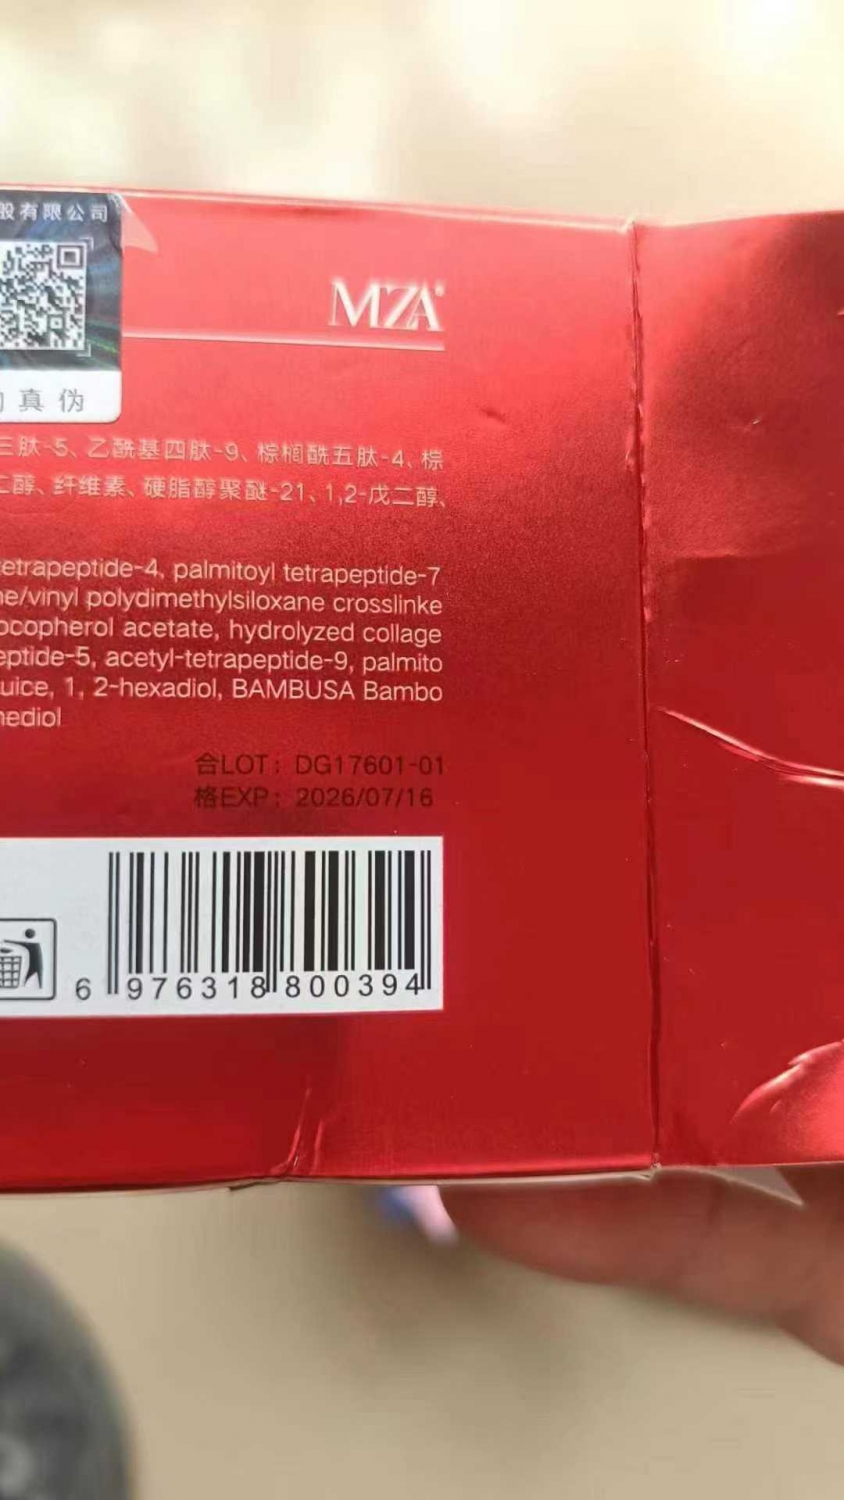 股有限公司
MZA
真伪
三肽-5、乙酰基四肽-9、棕榈酰五肽-4、棕
二醇、纤维素、硬脂醇聚醚-21、1,2-戊二醇、
etrapeptide-4, palmitoyl tetrapeptide-7
ne/vinyl polydimethylsiloxane crosslinke
ocopherol acetate, hydrolyzed collage
eptide-5, acetyl-tetrapeptide-9, palmito
uice, 1, 2-hexadiol, BAMBUSA Bambo
nediol
合LOT: DG17601-01
格EXP: 2026/07/16
6 976318 800394